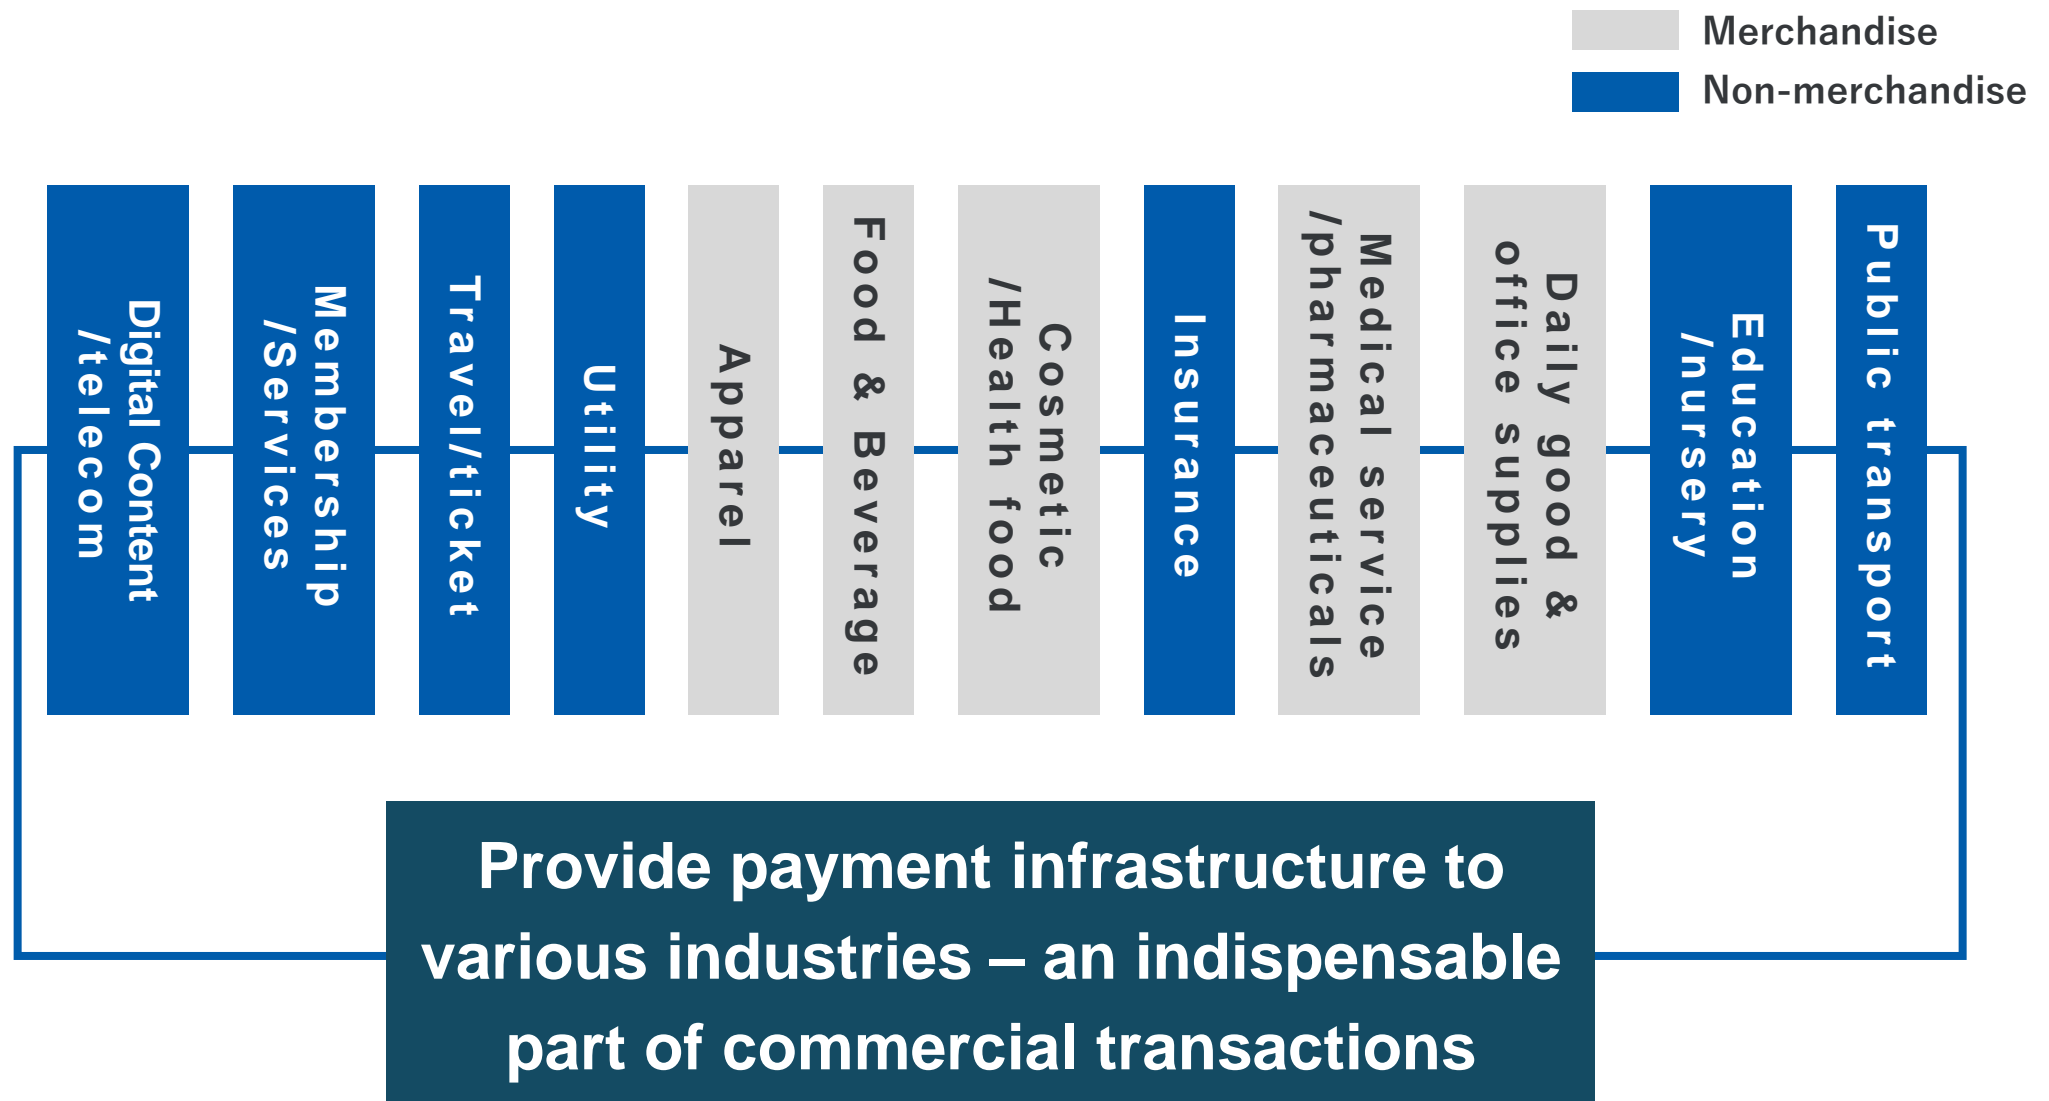 Merchandise
Non-merchandise
Digital Content
/telecom
Membership
/Services
Travel/ticket
Utility
Apparel
Food & Beverage
Cosmetic
/Health food
Insurance
Medical service
/pharmaceuticals
Daily good &
office supplies
Education
/nursery
Public transport
Provide payment infrastructure to
various industries – an indispensable
part of commercial transactions